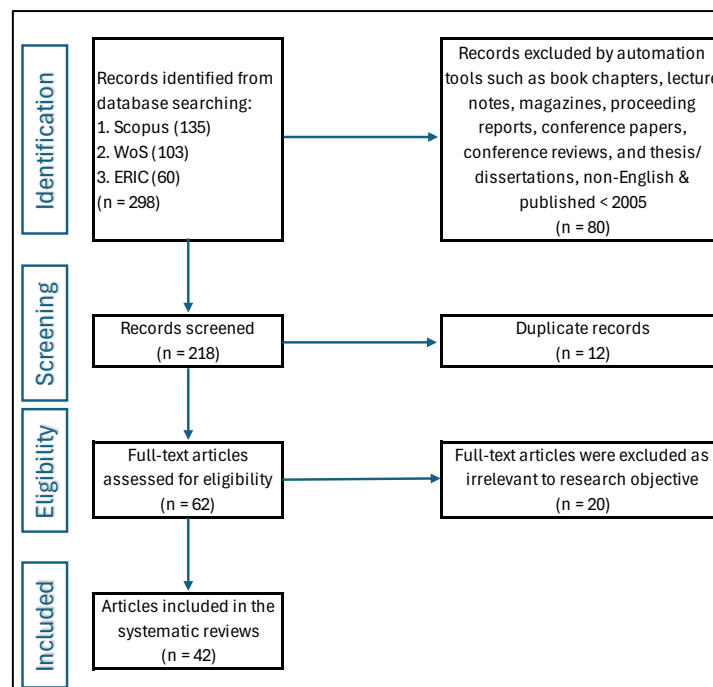 Identification
Records identified from
database searching:
1. Scopus (135)
2. WoS (103)
3. ERIC (60)
(n = 298)
Records excluded by automation
tools such as book chapters, lecture
notes, magazines, proceeding
reports, conference papers,
conference reviews, and thesis/
dissertations, non-English &
published < 2005
(n = 80)
Screening
Records screened
(n = 218)
Duplicate records
(n = 12)
Eligibility
Full-text articles
assessed for eligibility
(n = 62)
Full-text articles were excluded as
irrelevant to research objective
(n = 20)
Included
Articles included in the
systematic reviews
n = 42)